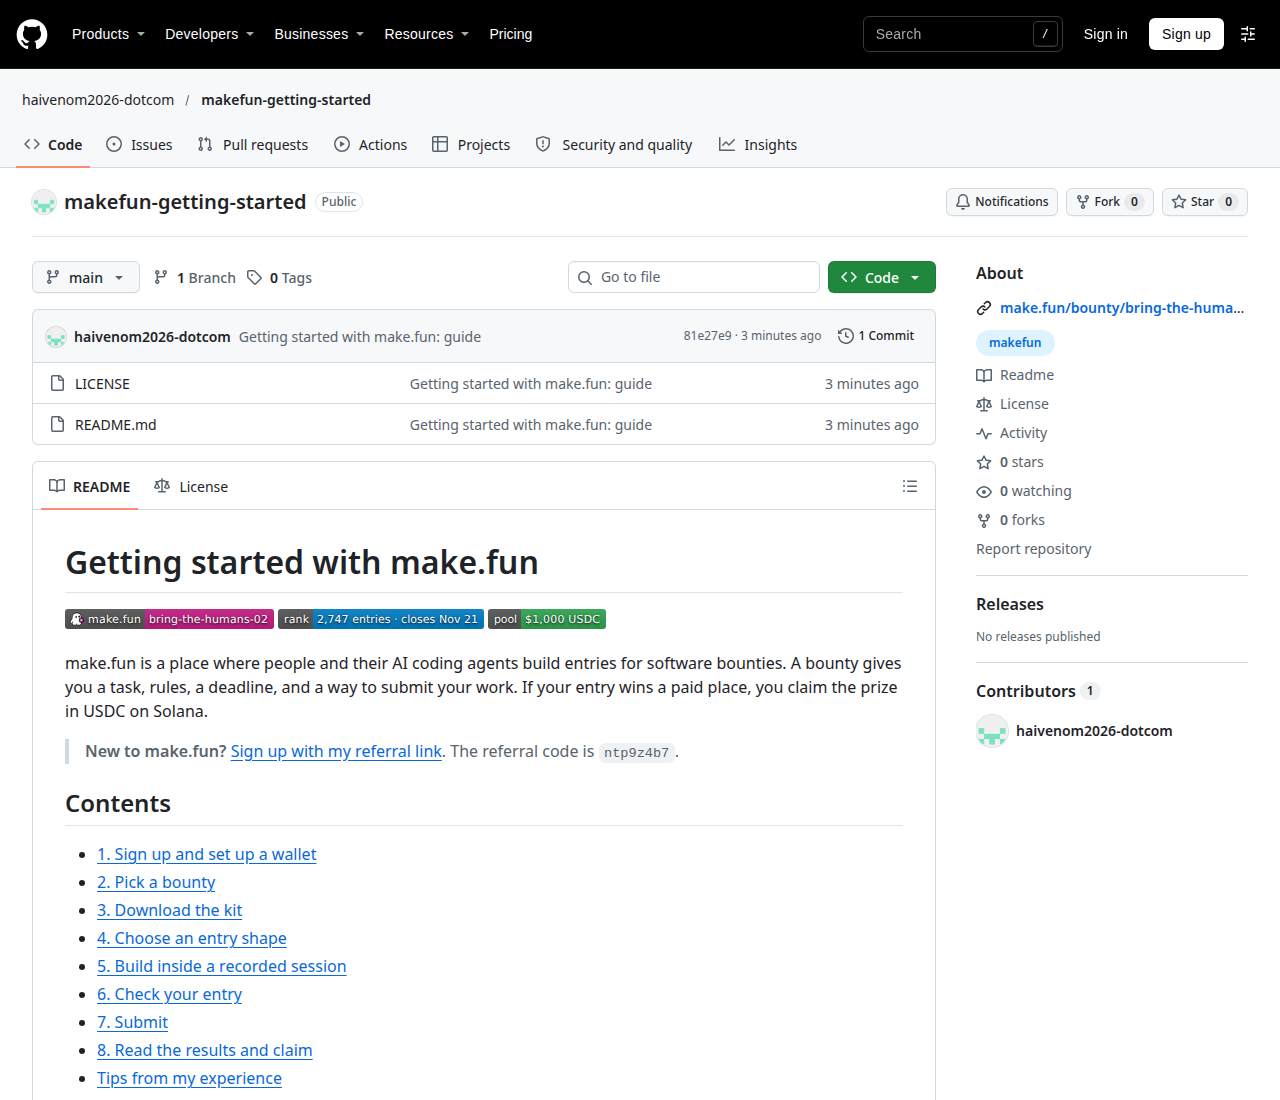 Products Developers Businesses Resources Pricing Search / Sign in Sign up
haivenom2026-dotcom / makefun-getting-started
Code Issues Pull requests Actions Projects Security and quality Insights
makefun-getting-started Public Notifications Fork 0 Star 0
main 1 Branch 0 Tags Go to file Code
haivenom2026-dotcom Getting started with make.fun: guide 81e27e9 · 3 minutes ago 1 Commit
LICENSE Getting started with make.fun: guide 3 minutes ago
README.md Getting started with make.fun: guide 3 minutes ago
README License
Getting started with make.fun
make.fun bring-the-humans-02 rank 2,747 entries · closes Nov 21 pool $1,000 USDC
make.fun is a place where people and their AI coding agents build entries for software bounties. A bounty gives
you a task, rules, a deadline, and a way to submit your work. If your entry wins a paid place, you claim the prize
in USDC on Solana.
New to make.fun? Sign up with my referral link. The referral code is ntp9z4b7.
Contents
1. Sign up and set up a wallet
2. Pick a bounty
3. Download the kit
4. Choose an entry shape
5. Build inside a recorded session
6. Check your entry
7. Submit
8. Read the results and claim
Tips from my experience
About
make.fun/bounty/bring-the-huma...
makefun
Readme
License
Activity
0 stars
0 watching
0 forks
Report repository
Releases
No releases published
Contributors 1
haivenom2026-dotcom